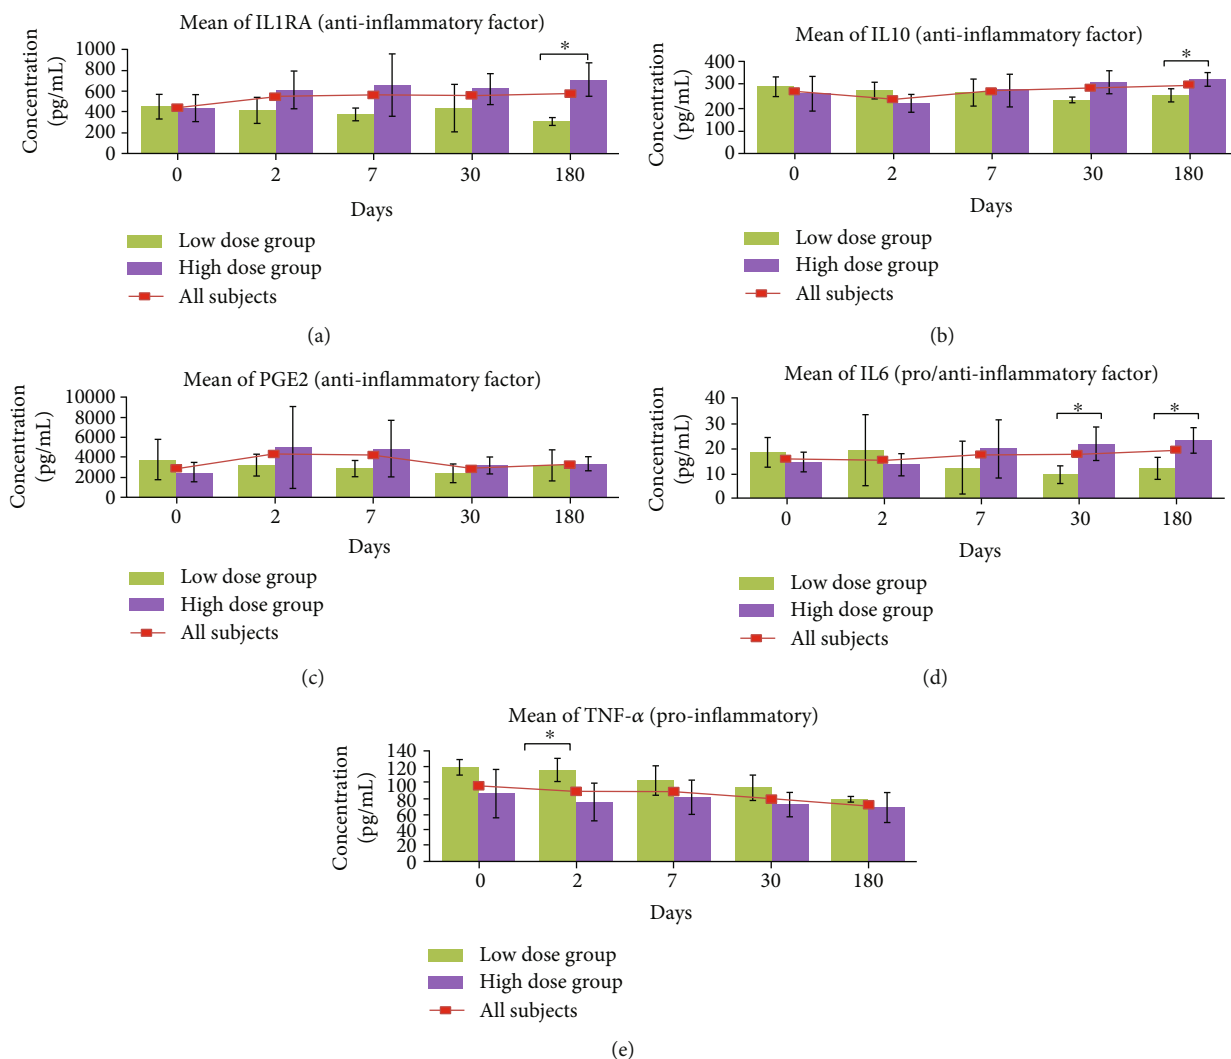 Mean of IL1RA (anti-inflammatory factor)
Concentration
(pg/mL)
1000
800
600
400
200
0
*
0 2 7 30 180
Days
Low dose group
High dose group
All subjects
(a)
Mean of IL10 (anti-inflammatory factor)
Concentration
(pg/mL)
400
300
200
100
0
*
0 2 7 30 180
Days
Low dose group
High dose group
All subjects
(b)
Mean of PGE2 (anti-inflammatory factor)
Concentration
(pg/mL)
10000
8000
6000
4000
2000
0
0 2 7 30 180
Days
Low dose group
High dose group
All subjects
(c)
Mean of IL6 (pro/anti-inflammatory factor)
Concentration
(pg/mL)
40
30
20
10
0
* *
0 2 7 30 180
Days
Low dose group
High dose group
All subjects
(d)
Mean of TNF-α (pro-inflammatory)
Concentration
(pg/mL)
140
120
100
80
60
40
20
0
*
0 2 7 30 180
Days
Low dose group
High dose group
All subjects
(e)